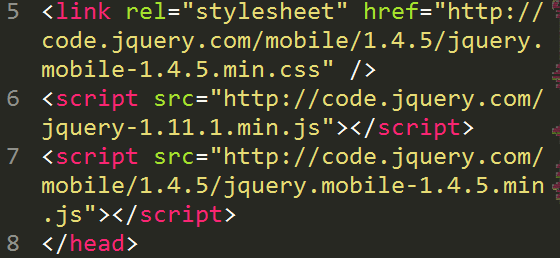 5 <link rel="stylesheet" href="http://
code.jquery.com/mobile/1.4.5/jquery.
mobile-1.4.5.min.css" />
6 <script src="http://code.jquery.com/
jquery-1.11.1.min.js"></script>
7 <script src="http://code.jquery.com/
mobile/1.4.5/jquery.mobile-1.4.5.min
.js"></script>
8 </head>